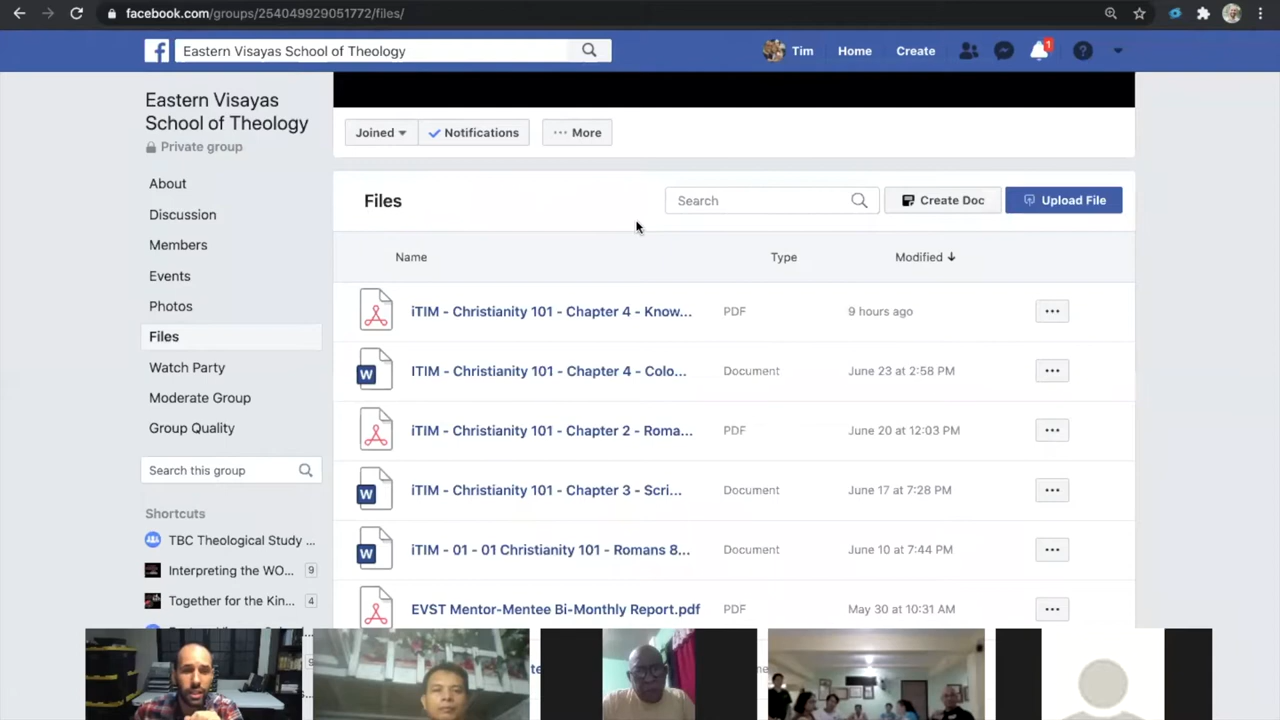 facebook.com/groups/254049929051772/files/
Eastern Visayas School of Theology
Tim
Home
Create
1
Eastern Visayas
School of Theology
Private group
About
Discussion
Members
Events
Photos
Files
Watch Party
Moderate Group
Group Quality
Search this group
Shortcuts
TBC Theological Study ...
Interpreting the WO... 9
Together for the Kin... 4
Joined
Notifications
More
Files
Search
Create Doc
Upload File
Name Type Modified
iTIM - Christianity 101 - Chapter 4 - Know... PDF 9 hours ago
ITIM - Christianity 101 - Chapter 4 - Colo... Document June 23 at 2:58 PM
iTIM - Christianity 101 - Chapter 2 - Roma... PDF June 20 at 12:03 PM
iTIM - Christianity 101 - Chapter 3 - Scri... Document June 17 at 7:28 PM
iTIM - 01 - 01 Christianity 101 - Romans 8... Document June 10 at 7:44 PM
EVST Mentor-Mentee Bi-Monthly Report.pdf PDF May 30 at 10:31 AM